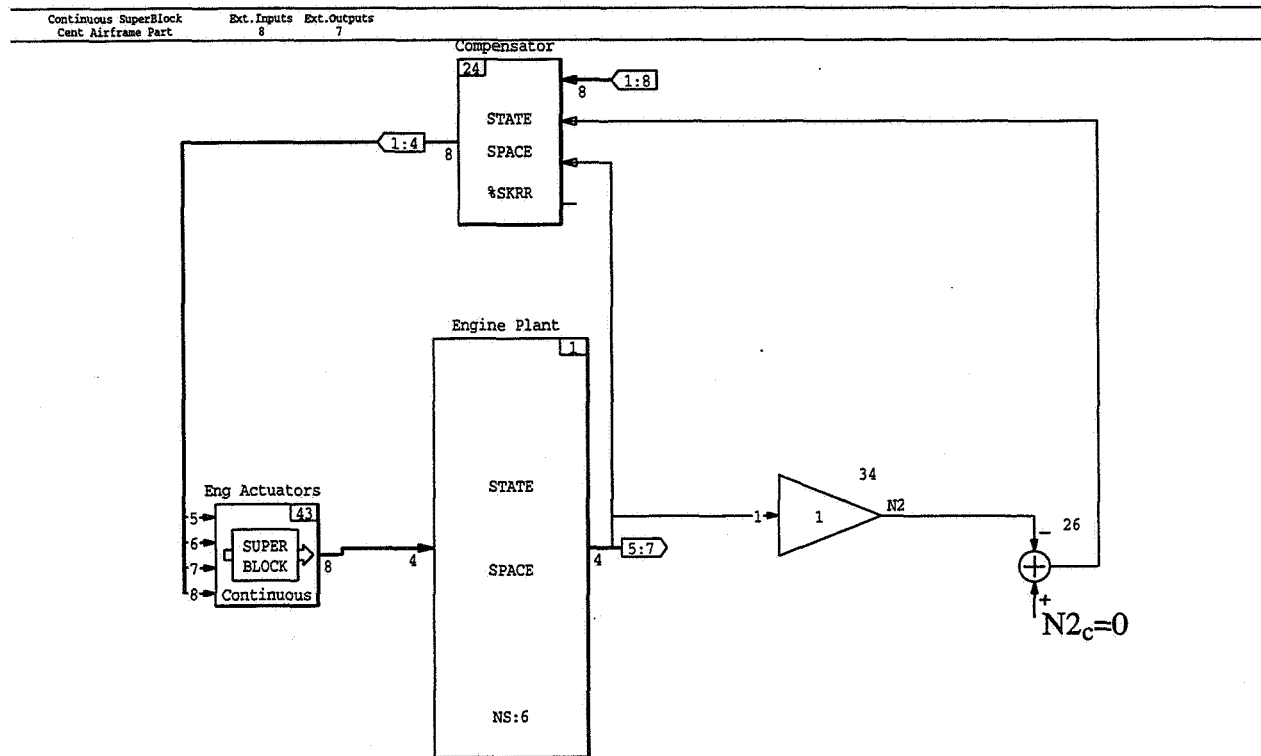 Continuous SuperBlock Ext.Inputs Ext.Outputs
Cent Airframe Part 8 7
Compensator
24
8
1:8
STATE
1:4
8
SPACE
%SKRR
Engine Plant
1
Eng Actuators
43
5
6
7
8
SUPER
BLOCK
Continuous
8
4
STATE
SPACE
NS:6
4
5:7
34
1
1
N2
-
26
+
+
N2c=0